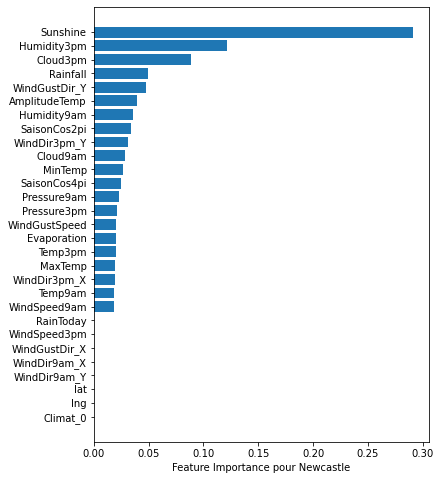 Sunshine
Humidity3pm
Cloud3pm
Rainfall
WindGustDir_Y
AmplitudeTemp
Humidity9am
SaisonCos2pi
WindDir3pm_Y
Cloud9am
MinTemp
SaisonCos4pi
Pressure9am
Pressure3pm
WindGustSpeed
Evaporation
Temp3pm
MaxTemp
WindDir3pm_X
Temp9am
WindSpeed9am
RainToday
WindSpeed3pm
WindGustDir_X
WindDir9am_X
WindDir9am_Y
lat
lng
Climat_0
0.00 0.05 0.10 0.15 0.20 0.25 0.30
Feature Importance pour Newcastle